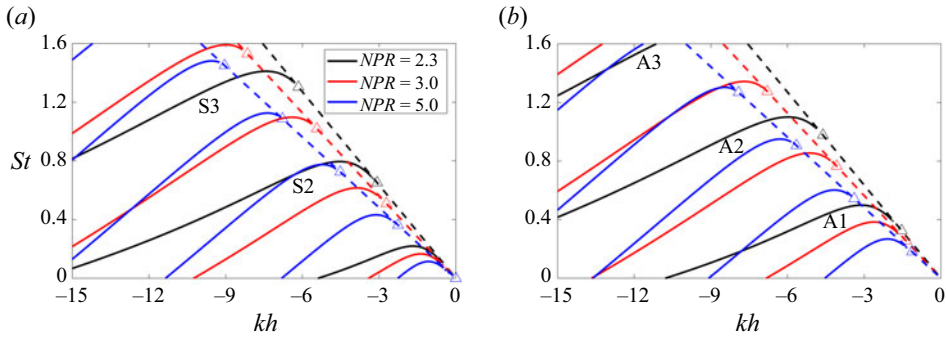 (a)
(b)
1.6
1.2
0.8
0.4
0
St
NPR = 2.3
NPR = 3.0
NPR = 5.0
S3
S2
–15 –12 –9 –6 –3 0
kh
1.6
1.2
0.8
0.4
0
A3
A2
A1
–15 –12 –9 –6 –3 0
kh